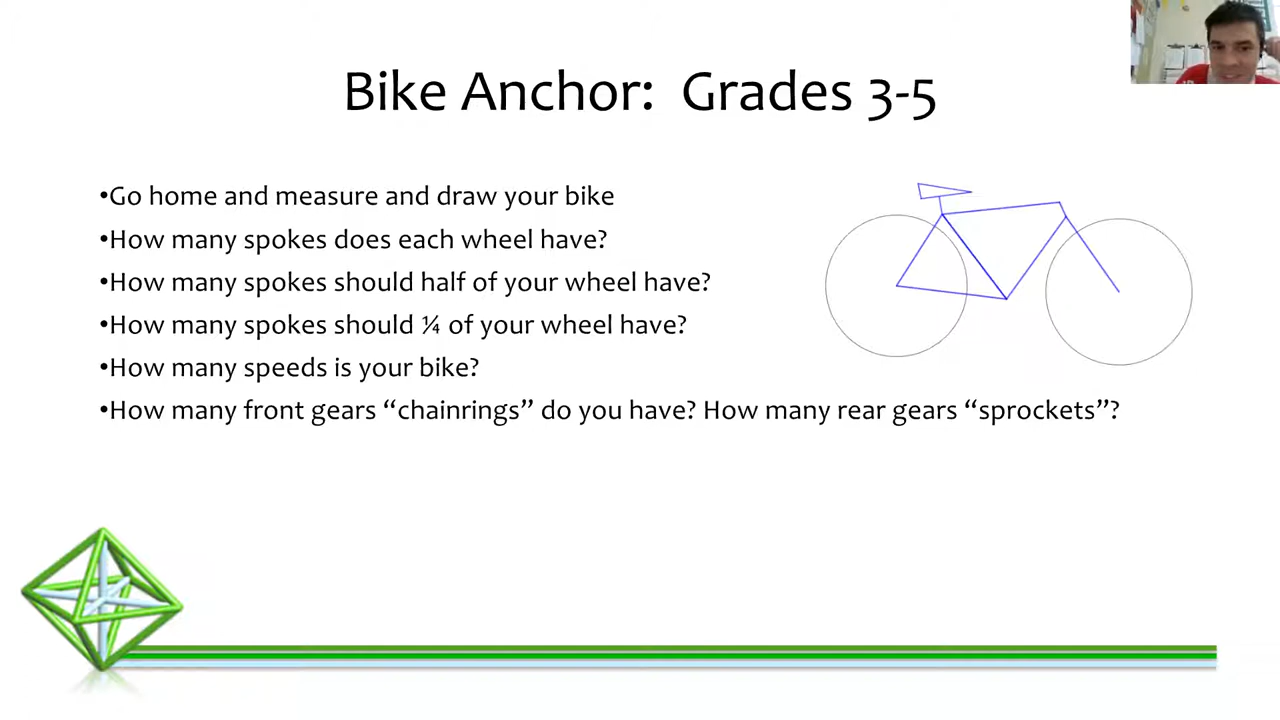 Bike Anchor:  Grades 3-5
•Go home and measure and draw your bike
•How many spokes does each wheel have?
•How many spokes should half of your wheel have?
•How many spokes should ¼ of your wheel have?
•How many speeds is your bike?
•How many front gears “chainrings” do you have? How many rear gears “sprockets”?